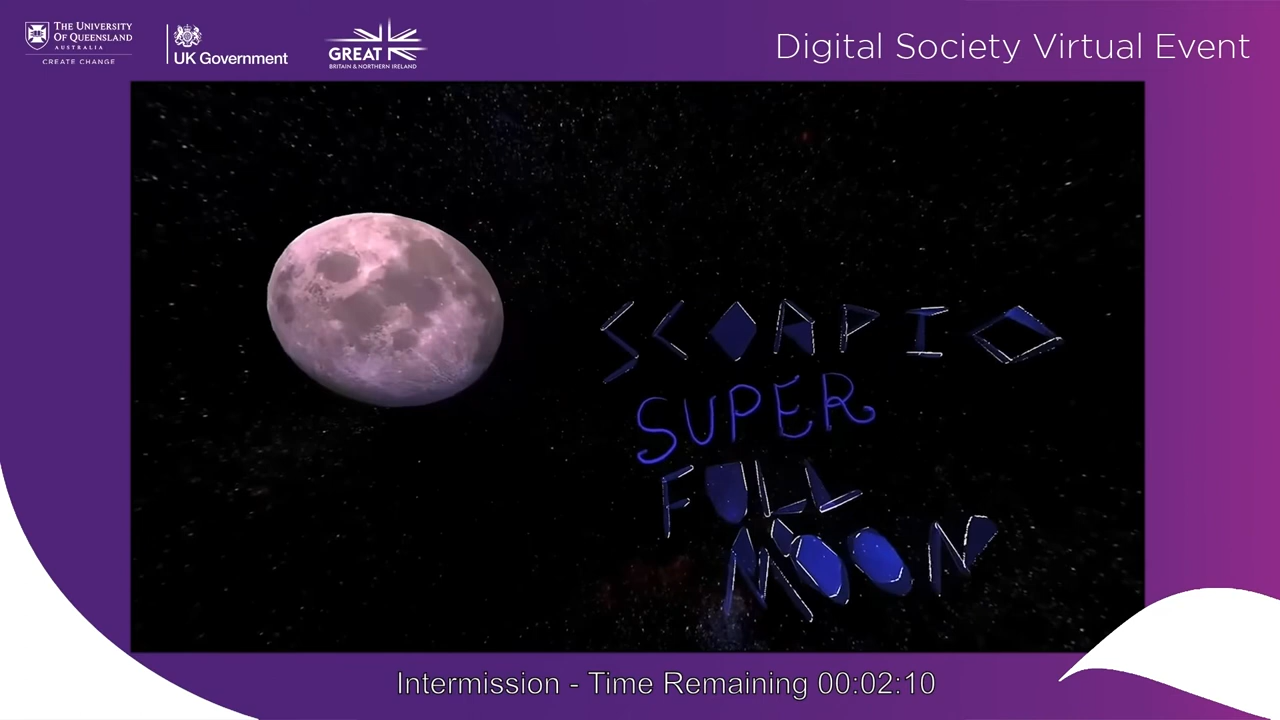 THE UNIVERSITY
OF QUEENSLAND
AUSTRALIA
CREATE CHANGE
UK Government
GREAT
BRITAIN & NORTHERN IRELAND
Digital Society Virtual Event
SCORPIO
SUPER
FULL
MOON
Intermission - Time Remaining 00:02:10